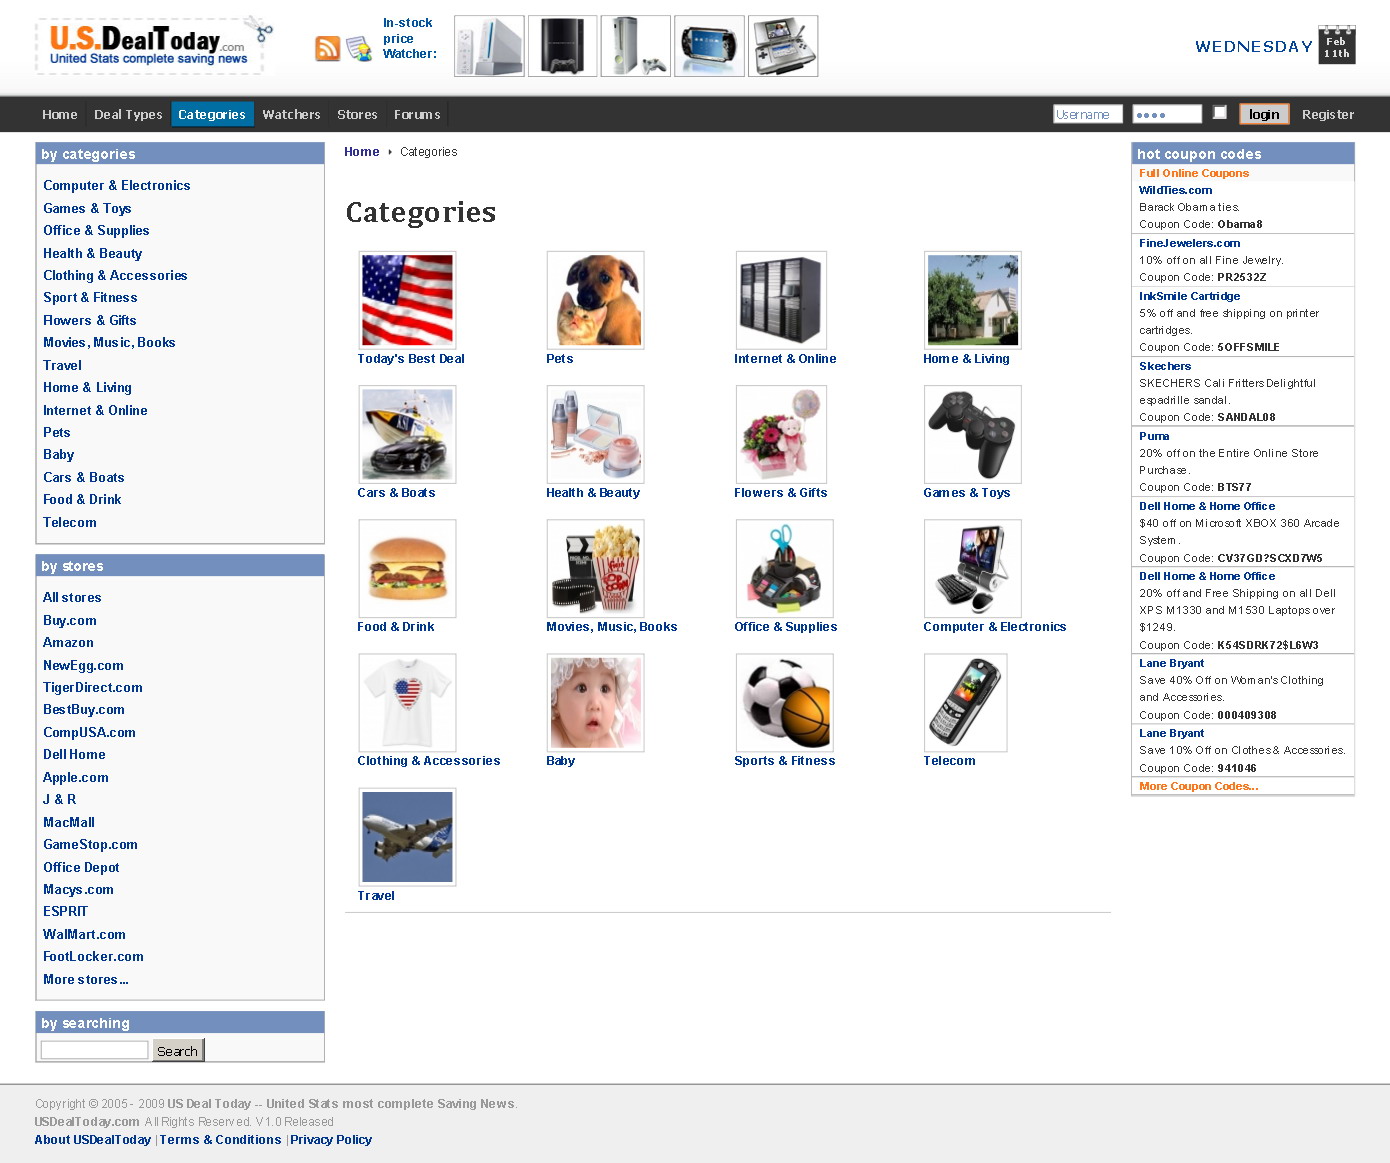 U.S.DealToday.com
United Stats complete saving news
In-stock
price
Watcher:
WEDNESDAY
Feb
11th
Home
Deal Types
Categories
Watchers
Stores
Forums
Username
login
Register
by categories
Computer & Electronics
Games & Toys
Office & Supplies
Health & Beauty
Clothing & Accessories
Sport & Fitness
Flowers & Gifts
Movies, Music, Books
Travel
Home & Living
Internet & Online
Pets
Baby
Cars & Boats
Food & Drink
Telecom
by stores
All stores
Buy.com
Amazon
NewEgg.com
TigerDirect.com
BestBuy.com
CompUSA.com
Dell Home
Apple.com
J & R
MacMall
GameStop.com
Office Depot
Macys.com
ESPRIT
WalMart.com
FootLocker.com
More stores...
by searching
Search
Home
Categories
Categories
Today's Best Deal
Pets
Internet & Online
Home & Living
Cars & Boats
Health & Beauty
Flowers & Gifts
Games & Toys
Food & Drink
Movies, Music, Books
Office & Supplies
Computer & Electronics
Clothing & Accessories
Baby
Sports & Fitness
Telecom
Travel
hot coupon codes
Full Online Coupons
WildTies.com
Barack Obama ties.
Coupon Code: Obama8
FineJewelers.com
10% off on all Fine Jewelry.
Coupon Code: PR2532Z
InkSmile Cartridge
5% off and free shipping on printer
cartridges.
Coupon Code: 5OFFSMILE
Skechers
SKECHERS Cali Fritters Delightful
espadrille sandal.
Coupon Code: SANDAL08
Puma
20% off on the Entire Online Store
Purchase.
Coupon Code: BTS77
Dell Home & Home Office
$40 off on Microsoft XBOX 360 Arcade
System.
Coupon Code: CV37GD?SCXD7W5
Dell Home & Home Office
20% off and Free Shipping on all Dell
XPS M1330 and M1530 Laptops over
$1249.
Coupon Code: K54SDRK72$L6W3
Lane Bryant
Save 40% Off on Woman's Clothing
and Accessories.
Coupon Code: 000409308
Lane Bryant
Save 10% Off on Clothes & Accessories.
Coupon Code: 941046
More Coupon Codes...
Copyright © 2005 - 2009 US Deal Today -- United Stats most complete Saving News.
USDealToday.com All Rights Reserved. V1.0 Released
About USDealToday | Terms & Conditions | Privacy Policy